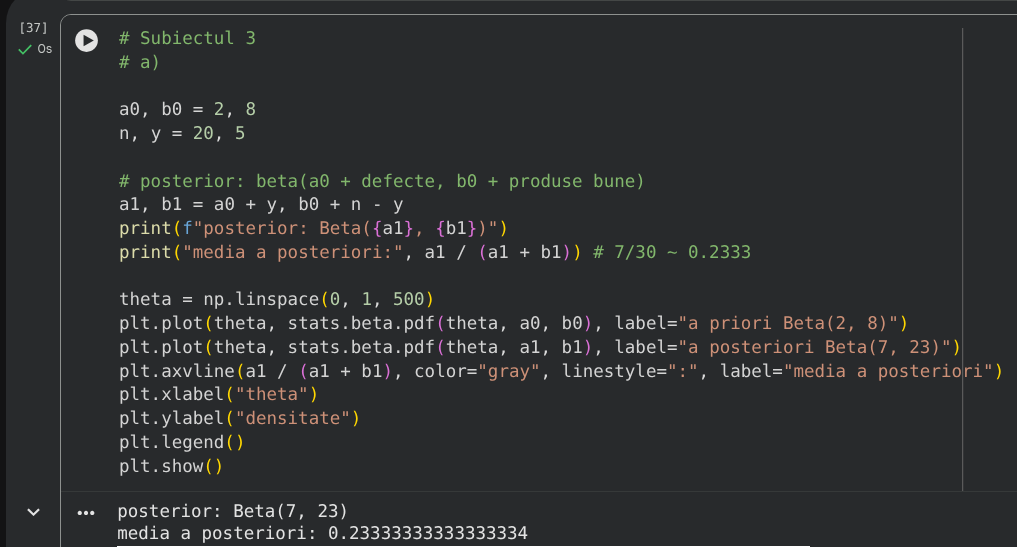 [37]
0s
# Subiectul 3
# a)
a0, b0 = 2, 8
n, y = 20, 5
# posterior: beta(a0 + defecte, b0 + produse bune)
a1, b1 = a0 + y, b0 + n - y
print(f"posterior: Beta({a1}, {b1})")
print("media a posteriori:", a1 / (a1 + b1)) # 7/30 ~ 0.2333
theta = np.linspace(0, 1, 500)
plt.plot(theta, stats.beta.pdf(theta, a0, b0), label="a priori Beta(2, 8)")
plt.plot(theta, stats.beta.pdf(theta, a1, b1), label="a posteriori Beta(7, 23)")
plt.axvline(a1 / (a1 + b1), color="gray", linestyle=":", label="media a posteriori")
plt.xlabel("theta")
plt.ylabel("densitate")
plt.legend()
plt.show()
posterior: Beta(7, 23)
media a posteriori: 0.23333333333333334